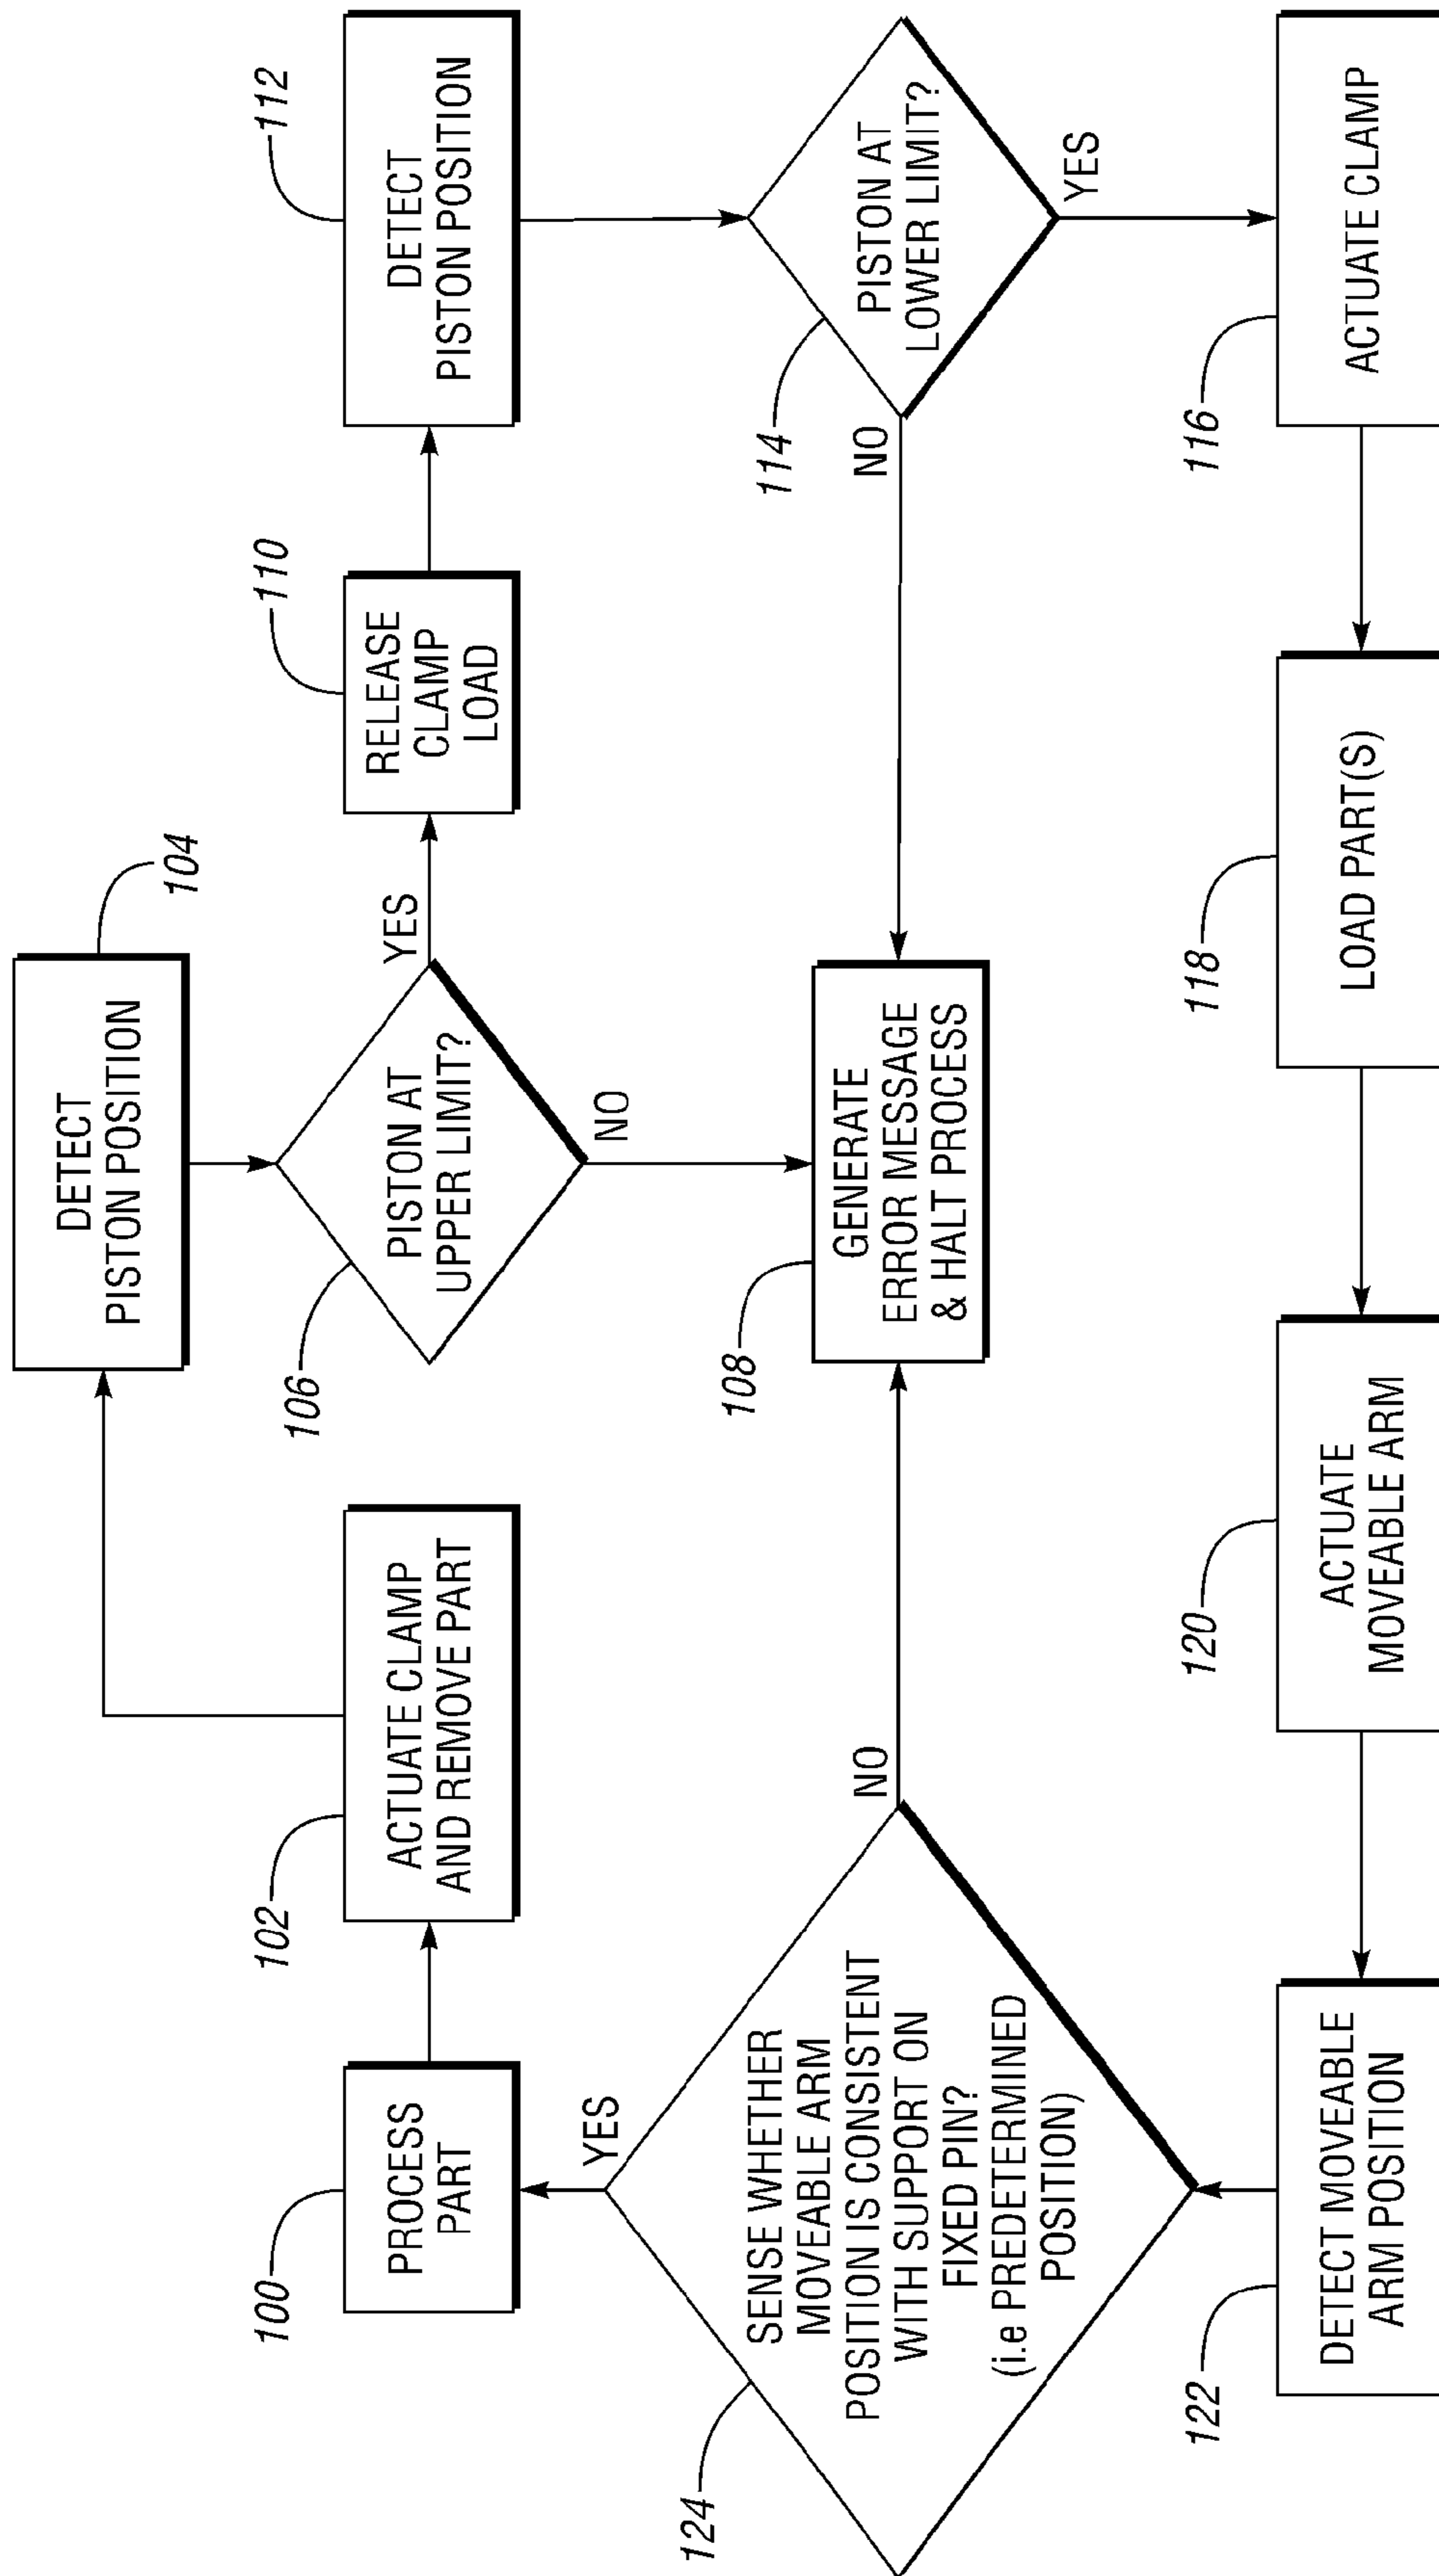 100
PROCESS
PART
102
ACTUATE CLAMP
AND REMOVE PART
104
DETECT
PISTON POSITION
106
PISTON AT
UPPER LIMIT?
YES
NO
108
GENERATE
ERROR MESSAGE
& HALT PROCESS
110
RELEASE
CLAMP
LOAD
112
DETECT
PISTON POSITION
114
PISTON AT
LOWER LIMIT?
NO
YES
116
ACTUATE CLAMP
118
LOAD PART(S)
120
ACTUATE
MOVEABLE ARM
122
DETECT MOVEABLE
ARM POSITION
124
SENSE WHETHER
MOVEABLE ARM
POSITION IS CONSISTENT
WITH SUPPORT ON
FIXED PIN?
(i.e PREDETERMINED
POSITION)
YES
NO